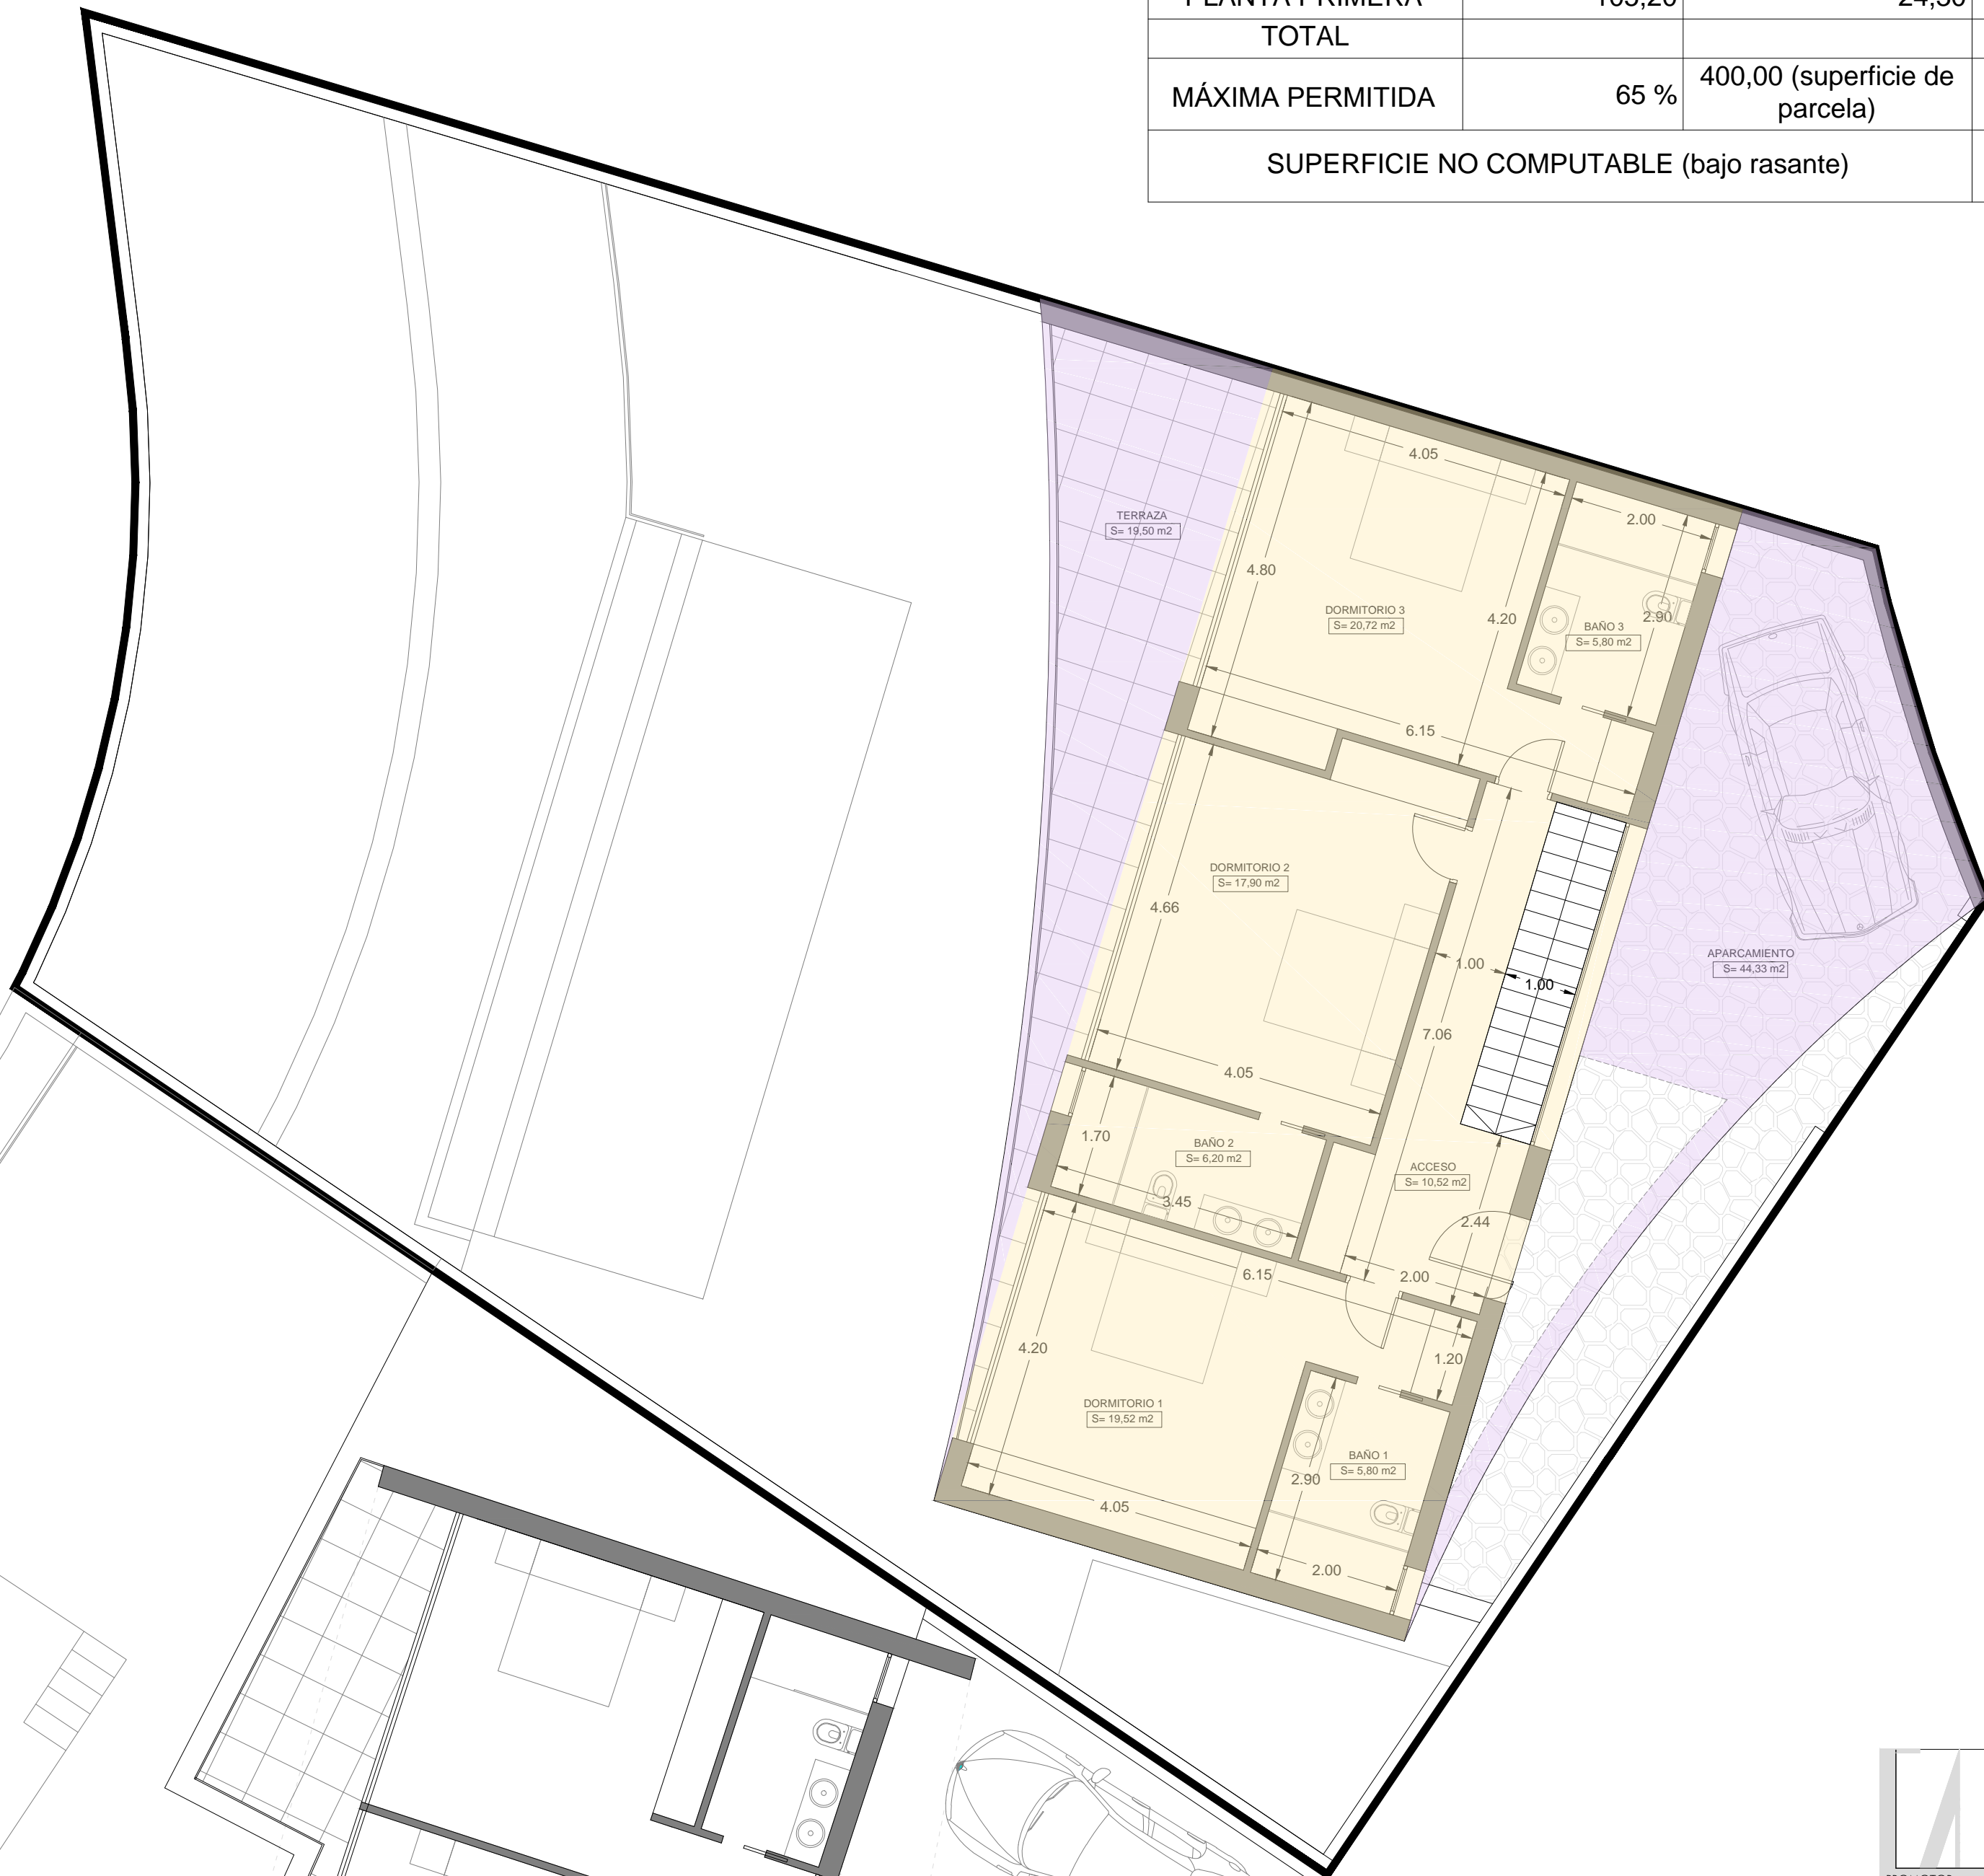 TOTAL
MÁXIMA PERMITIDA
65 %
400,00 (superficie de
parcela)
SUPERFICIE NO COMPUTABLE (bajo rasante)
4.05
2.00
TERRAZA
S= 19,50 m2
4.80
DORMITORIO 3
S= 20,72 m2
4.20
BAÑO 3
S= 5,80 m2
2.90
6.15
DORMITORIO 2
S= 17,90 m2
4.66
1.00
1.00
APARCAMIENTO
S= 44,33 m2
7.06
4.05
1.70
BAÑO 2
S= 6,20 m2
ACCESO
S= 10,52 m2
3.45
2.44
6.15
2.00
4.20
1.20
DORMITORIO 1
S= 19,52 m2
BAÑO 1
S= 5,80 m2
2.90
4.05
2.00